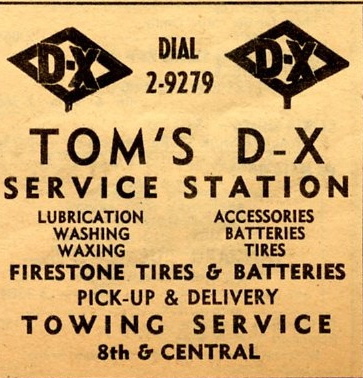 D-X DIAL D-X
2-9279
TOM'S D-X
SERVICE STATION
LUBRICATION ACCESSORIES
WASHING BATTERIES
WAXING TIRES
FIRESTONE TIRES & BATTERIES
PICK-UP & DELIVERY
TOWING SERVICE
8th & CENTRAL